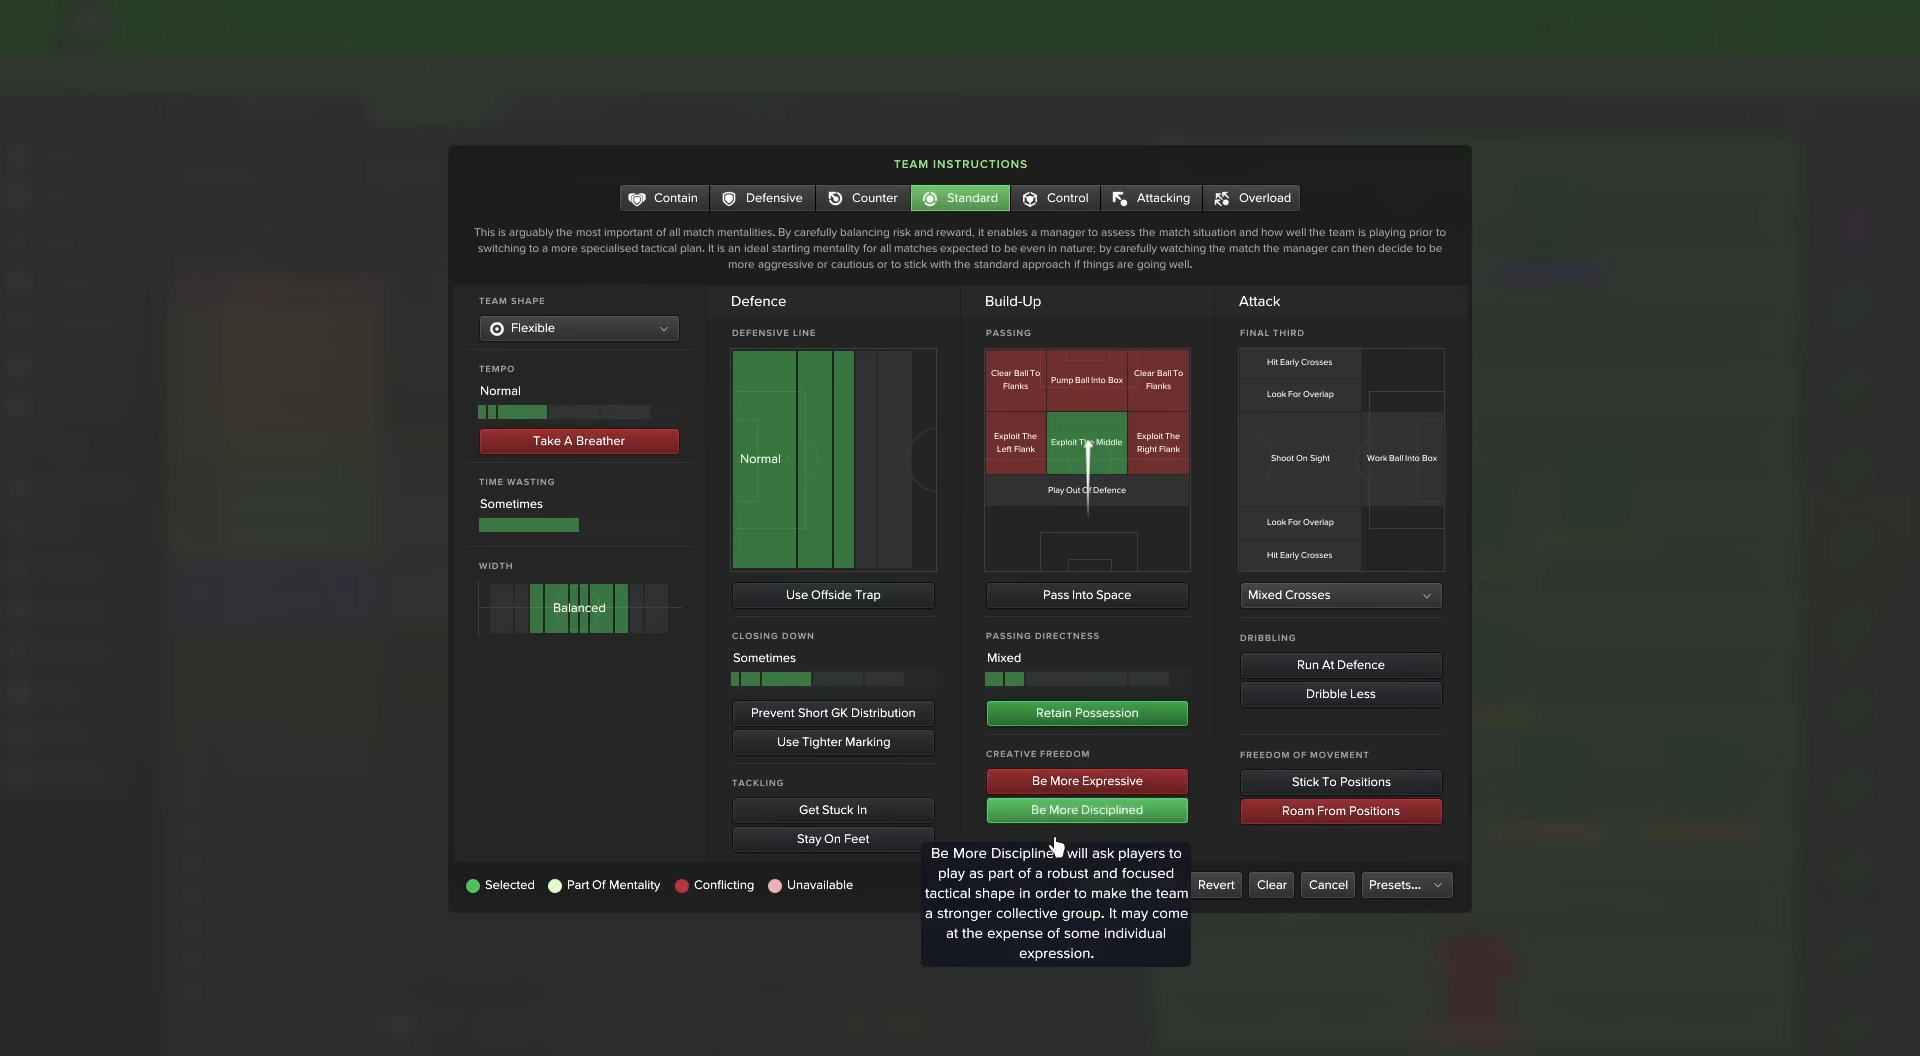 TEAM INSTRUCTIONS
Contain
Defensive
Counter
Standard
Control
Attacking
Overload
This is arguably the most important of all match mentalities. By carefully balancing risk and reward, it enables a manager to assess the match situation and how well the team is playing prior to
switching to a more specialised tactical plan. It is an ideal starting mentality for all matches expected to be even in nature; by carefully watching the match the manager can then decide to be
more aggressive or cautious or to stick with the standard approach if things are going well.
TEAM SHAPE
Flexible
TEMPO
Normal
Take A Breather
TIME WASTING
Sometimes
WIDTH
Balanced
Defence
DEFENSIVE LINE
Normal
Use Offside Trap
CLOSING DOWN
Sometimes
Prevent Short GK Distribution
Use Tighter Marking
TACKLING
Get Stuck In
Stay On Feet
Build-Up
PASSING
Clear Ball To
Flanks
Pump Ball Into Box
Clear Ball To
Flanks
Exploit The
Left Flank
Exploit The Middle
Exploit The
Right Flank
Play Out Of Defence
Pass Into Space
PASSING DIRECTNESS
Mixed
Retain Possession
CREATIVE FREEDOM
Be More Expressive
Be More Disciplined
Attack
FINAL THIRD
Hit Early Crosses
Look For Overlap
Shoot On Sight
Work Ball Into Box
Look For Overlap
Hit Early Crosses
Mixed Crosses
DRIBBLING
Run At Defence
Dribble Less
FREEDOM OF MOVEMENT
Stick To Positions
Roam From Positions
Selected
Part Of Mentality
Conflicting
Unavailable
Revert
Clear
Cancel
Presets...
Be More Disciplined will ask players to
play as part of a robust and focused
tactical shape in order to make the team
a stronger collective group. It may come
at the expense of some individual
expression.